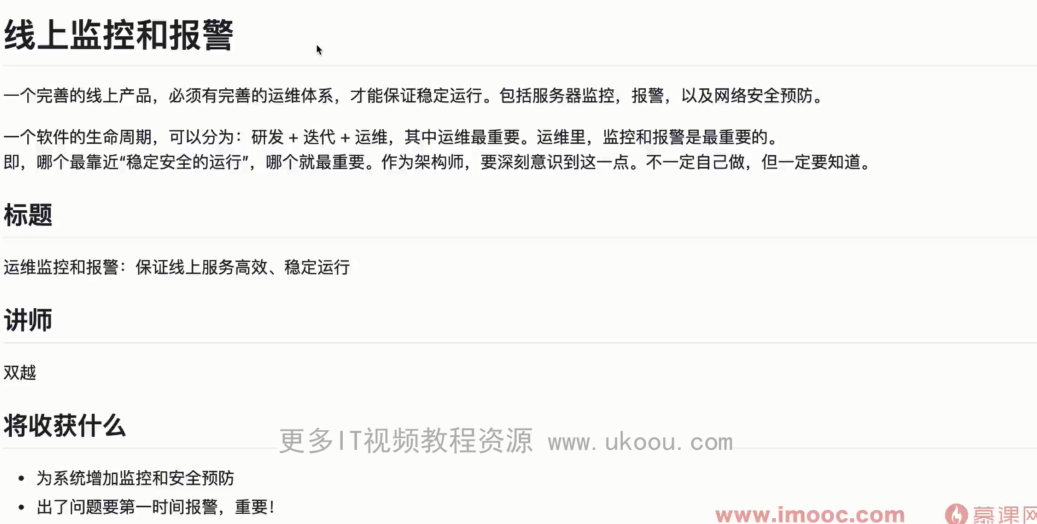 线上监控和报警
一个完善的线上产品，必须有完善的运维体系，才能保证稳定运行。包括服务器监控，报警，以及网络安全预防。
一个软件的生命周期，可以分为：研发 + 迭代 + 运维，其中运维最重要。运维里，监控和报警是最重要的。
即，哪个最靠近“稳定安全的运行”，哪个就最重要。作为架构师，要深刻意识到这一点。不一定自己做，但一定要知道。
标题
运维监控和报警：保证线上服务高效、稳定运行
讲师
双越
将收获什么
更多IT视频教程资源 www.ukoou.com
• 为系统增加监控和安全预防
• 出了问题要第一时间报警，重要！
www.imooc.com 慕课网